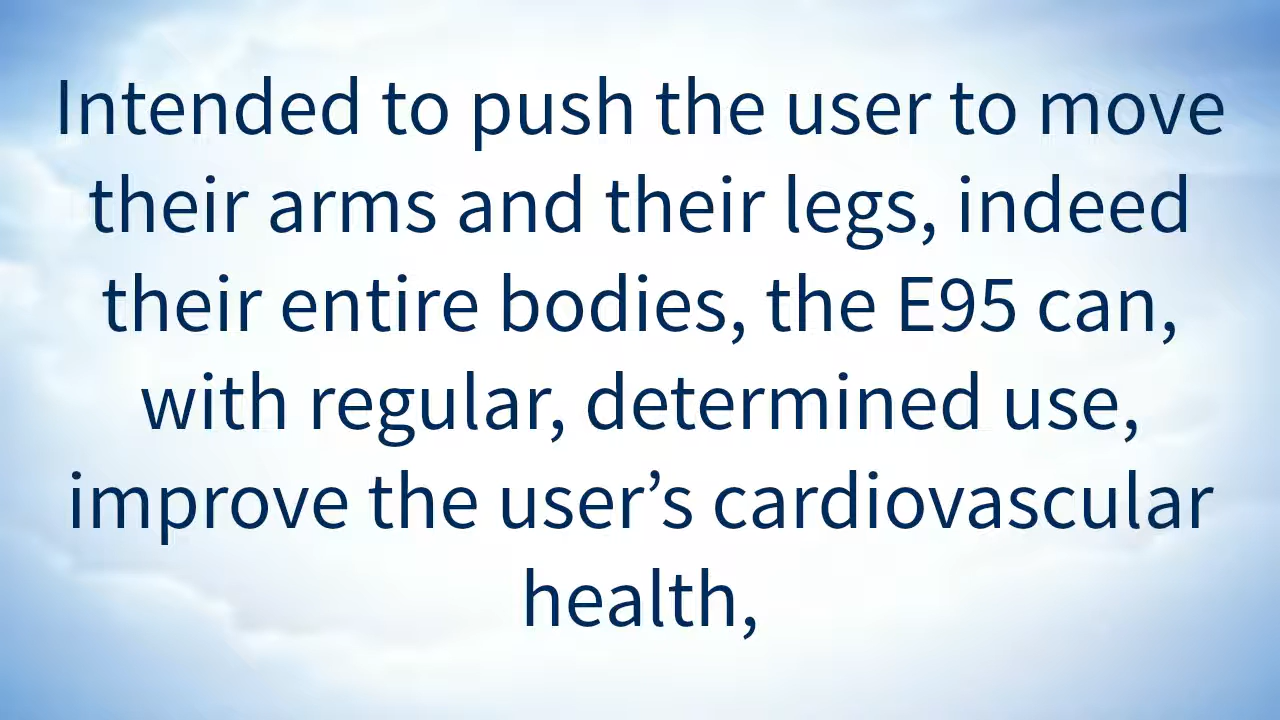 Intended to push the user to move
their arms and their legs, indeed
their entire bodies, the E95 can,
with regular, determined use,
improve the user’s cardiovascular
health,